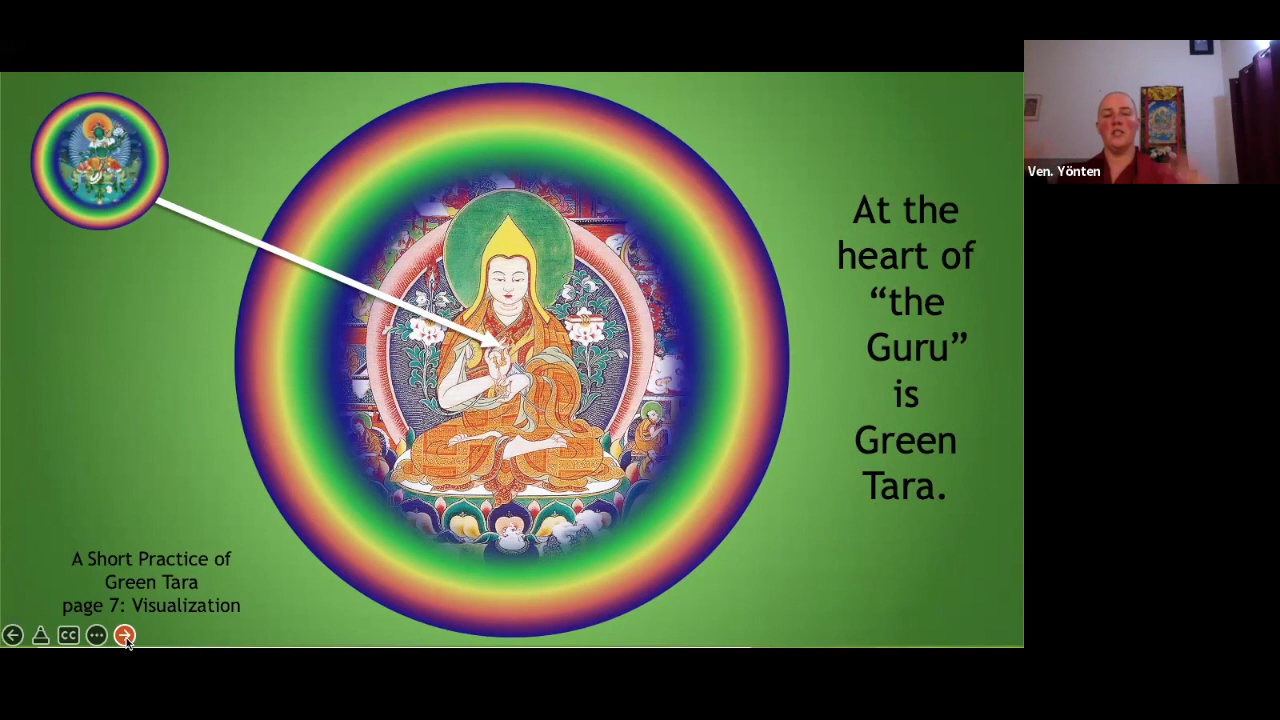 At the
heart of
“the
Guru”
is
Green
Tara.
A Short Practice of
Green Tara
page 7: Visualization
CC
Ven. Yönten